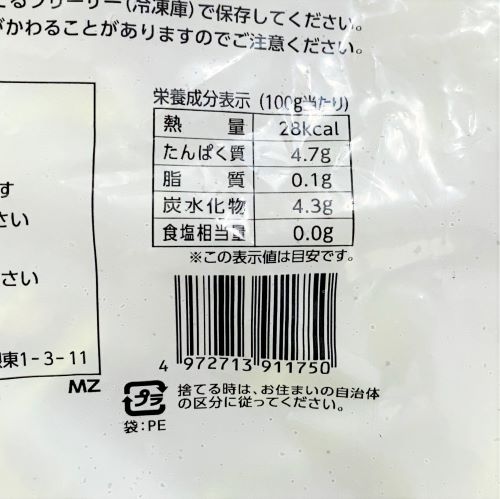 フリーザー(冷凍庫)で保存してください。
がかわることがありますのでご注意ください。
す
さい
さい
東1-3-11
MZ
栄養成分表示 (100g当たり)
熱量 28kcal
たんぱく質 4.7g
脂質 0.1g
炭水化物 4.3g
食塩相当量 0.0g
※この表示値は目安です。
4 972713 911750
プラ
袋:PE
捨てる時は、お住まいの自治体
の区分に従ってください。